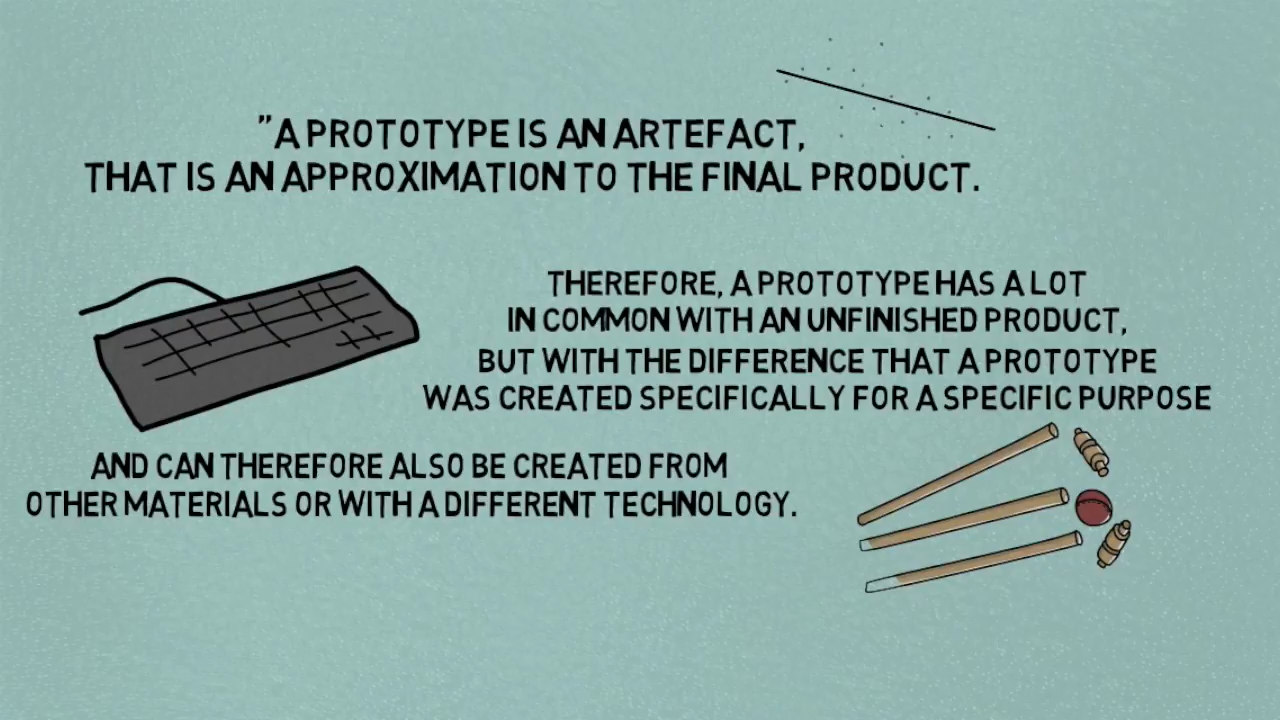 "A PROTOTYPE IS AN ARTEFACT,
THAT IS AN APPROXIMATION TO THE FINAL PRODUCT.
THEREFORE, A PROTOTYPE HAS A LOT
IN COMMON WITH AN UNFINISHED PRODUCT,
BUT WITH THE DIFFERENCE THAT A PROTOTYPE
WAS CREATED SPECIFICALLY FOR A SPECIFIC PURPOSE
AND CAN THEREFORE ALSO BE CREATED FROM
OTHER MATERIALS OR WITH A DIFFERENT TECHNOLOGY.